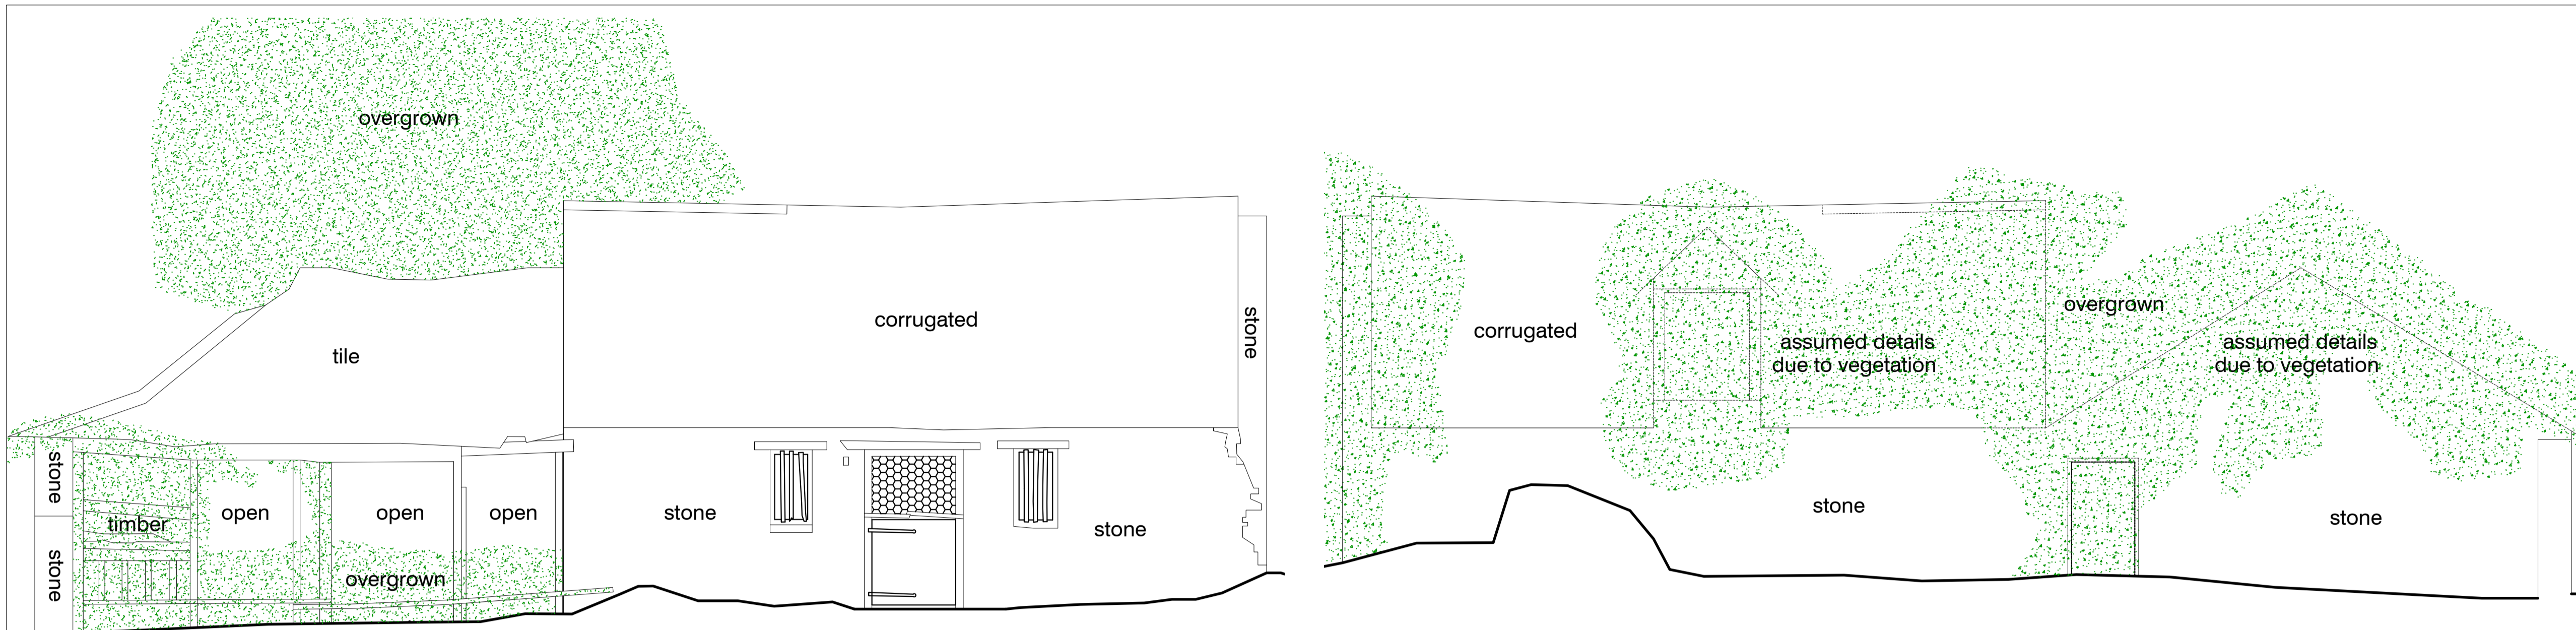 overgrown
tile
corrugated
stone
stone
stone
timber
open
open
open
overgrown
stone
stone
corrugated
assumed details
due to vegetation
overgrown
assumed details
due to vegetation
stone
stone